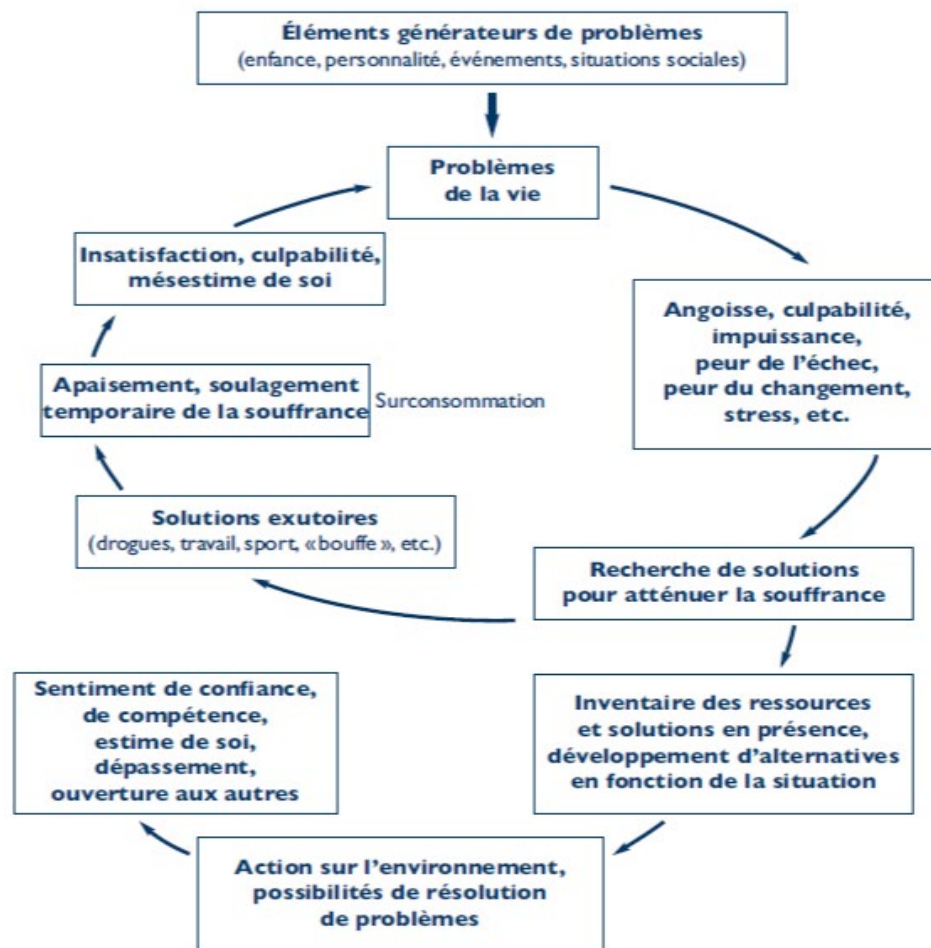 Éléments générateurs de problèmes
(enfance, personnalité, événements, situations sociales)
Problèmes
de la vie
Insatisfaction, culpabilité,
mésestime de soi
Angoisse, culpabilité,
impuissance,
peur de l'échec,
peur du changement,
stress, etc.
Apaisement, soulagement
temporaire de la souffrance
Surconsommation
Solutions exutoires
(drogues, travail, sport, «bouffe», etc.)
Recherche de solutions
pour atténuer la souffrance
Sentiment de confiance,
de compétence,
estime de soi,
dépassement,
ouverture aux autres
Inventaire des ressources
et solutions en présence,
développement d'alternatives
en fonction de la situation
Action sur l'environnement,
possibilités de résolution
de problèmes